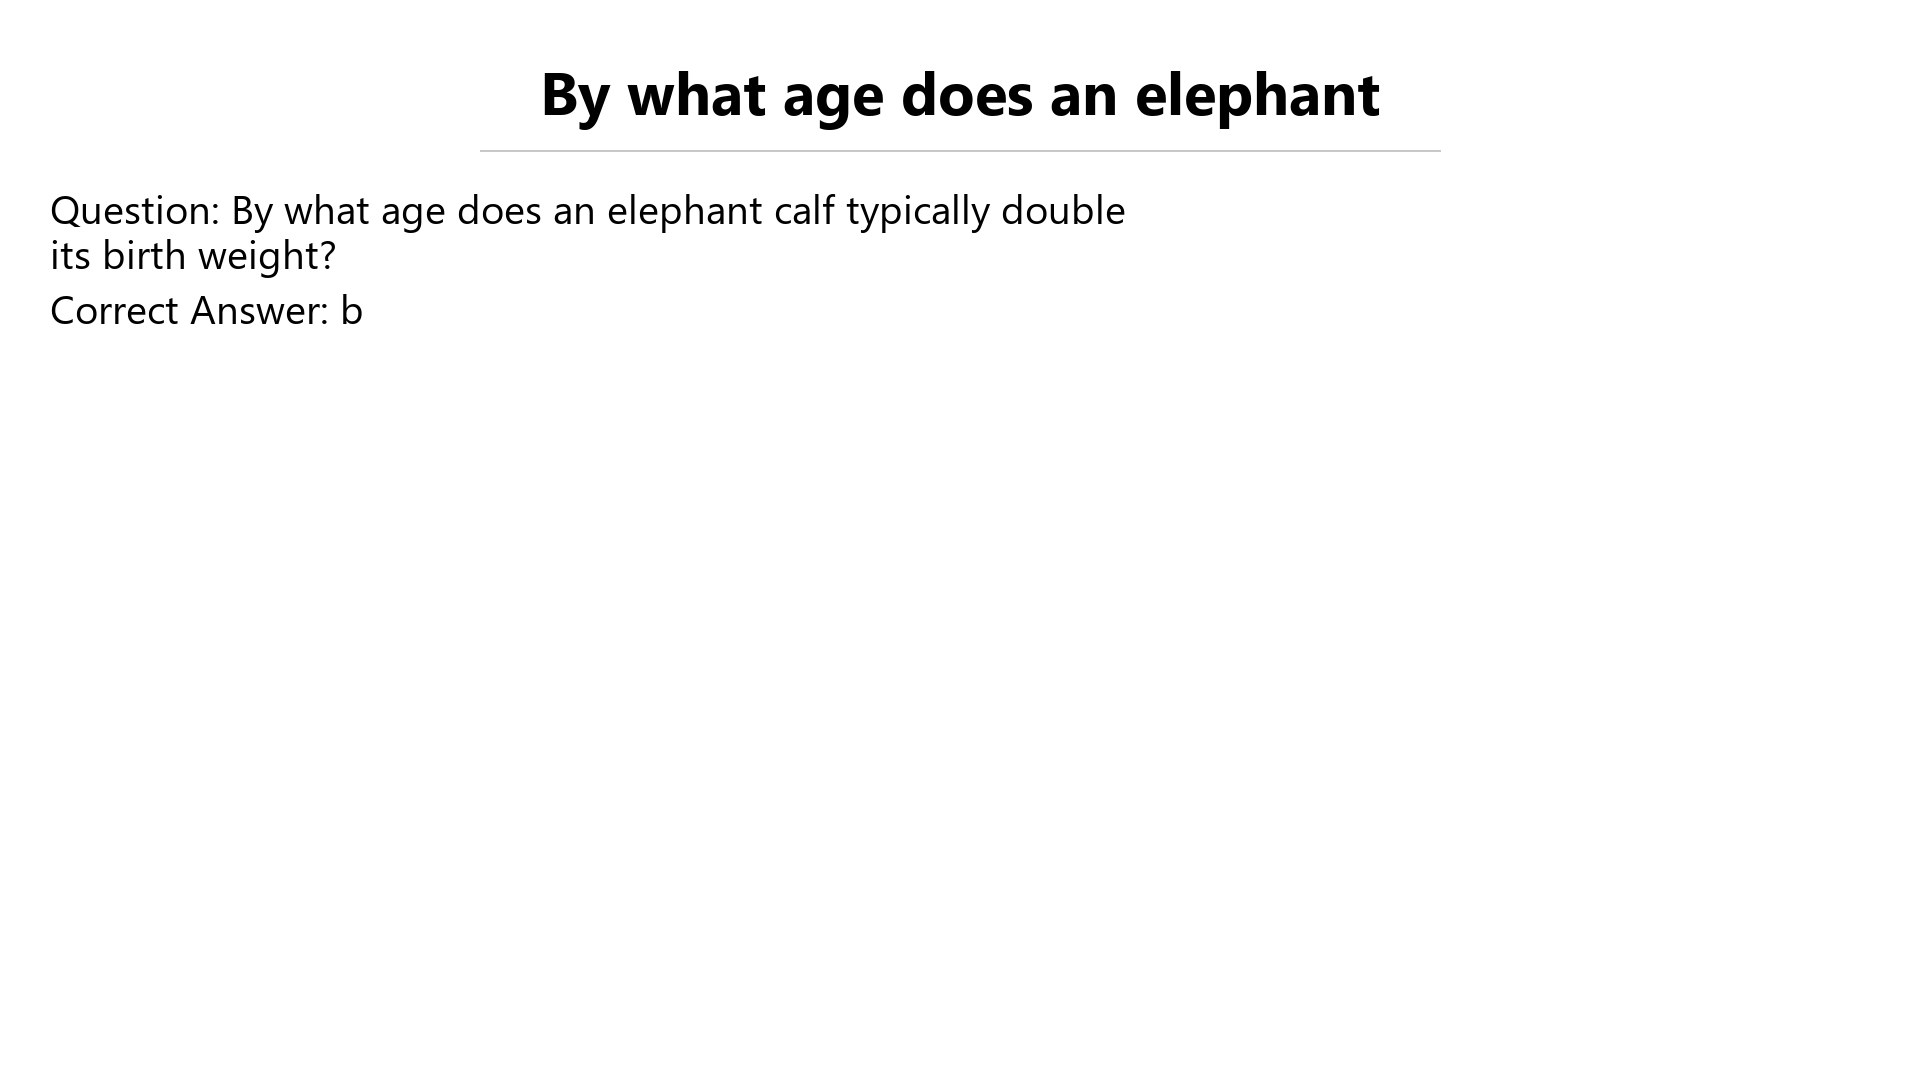 By what age does an elephant
Question: By what age does an elephant calf typically double
its birth weight?
Correct Answer: b